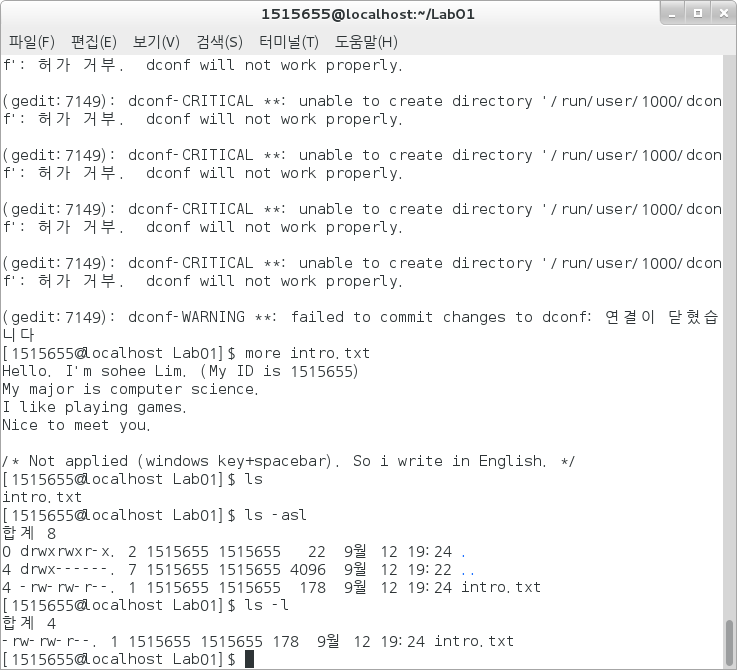 1515655@localhost:~/Lab01
파일(F) 편집(E) 보기(V) 검색(S) 터미널(T) 도움말(H)
f': 허가 거부.  dconf will not work properly.

(gedit:7149): dconf-CRITICAL **: unable to create directory '/run/user/1000/dcon
f': 허가 거부.  dconf will not work properly.

(gedit:7149): dconf-CRITICAL **: unable to create directory '/run/user/1000/dcon
f': 허가 거부.  dconf will not work properly.

(gedit:7149): dconf-CRITICAL **: unable to create directory '/run/user/1000/dcon
f': 허가 거부.  dconf will not work properly.

(gedit:7149): dconf-CRITICAL **: unable to create directory '/run/user/1000/dcon
f': 허가 거부.  dconf will not work properly.

(gedit:7149): dconf-WARNING **: failed to commit changes to dconf: 연결이 닫혔습
니다
[1515655@localhost Lab01]$ more intro.txt
Hello. I'm sohee Lim. (My ID is 1515655)
My major is computer science.
I like playing games.
Nice to meet you.

/* Not applied (windows key+spacebar). So i write in English. */
[1515655@localhost Lab01]$ ls
intro.txt
[1515655@localhost Lab01]$ ls -asl
합계 8
0 drwxrwxr-x. 2 1515655 1515655   22  9월  12 19:24 .
4 drwx------. 7 1515655 1515655 4096  9월  12 19:22 ..
4 -rw-rw-r--. 1 1515655 1515655  178  9월  12 19:24 intro.txt
[1515655@localhost Lab01]$ ls -l
합계 4
-rw-rw-r--. 1 1515655 1515655 178  9월  12 19:24 intro.txt
[1515655@localhost Lab01]$